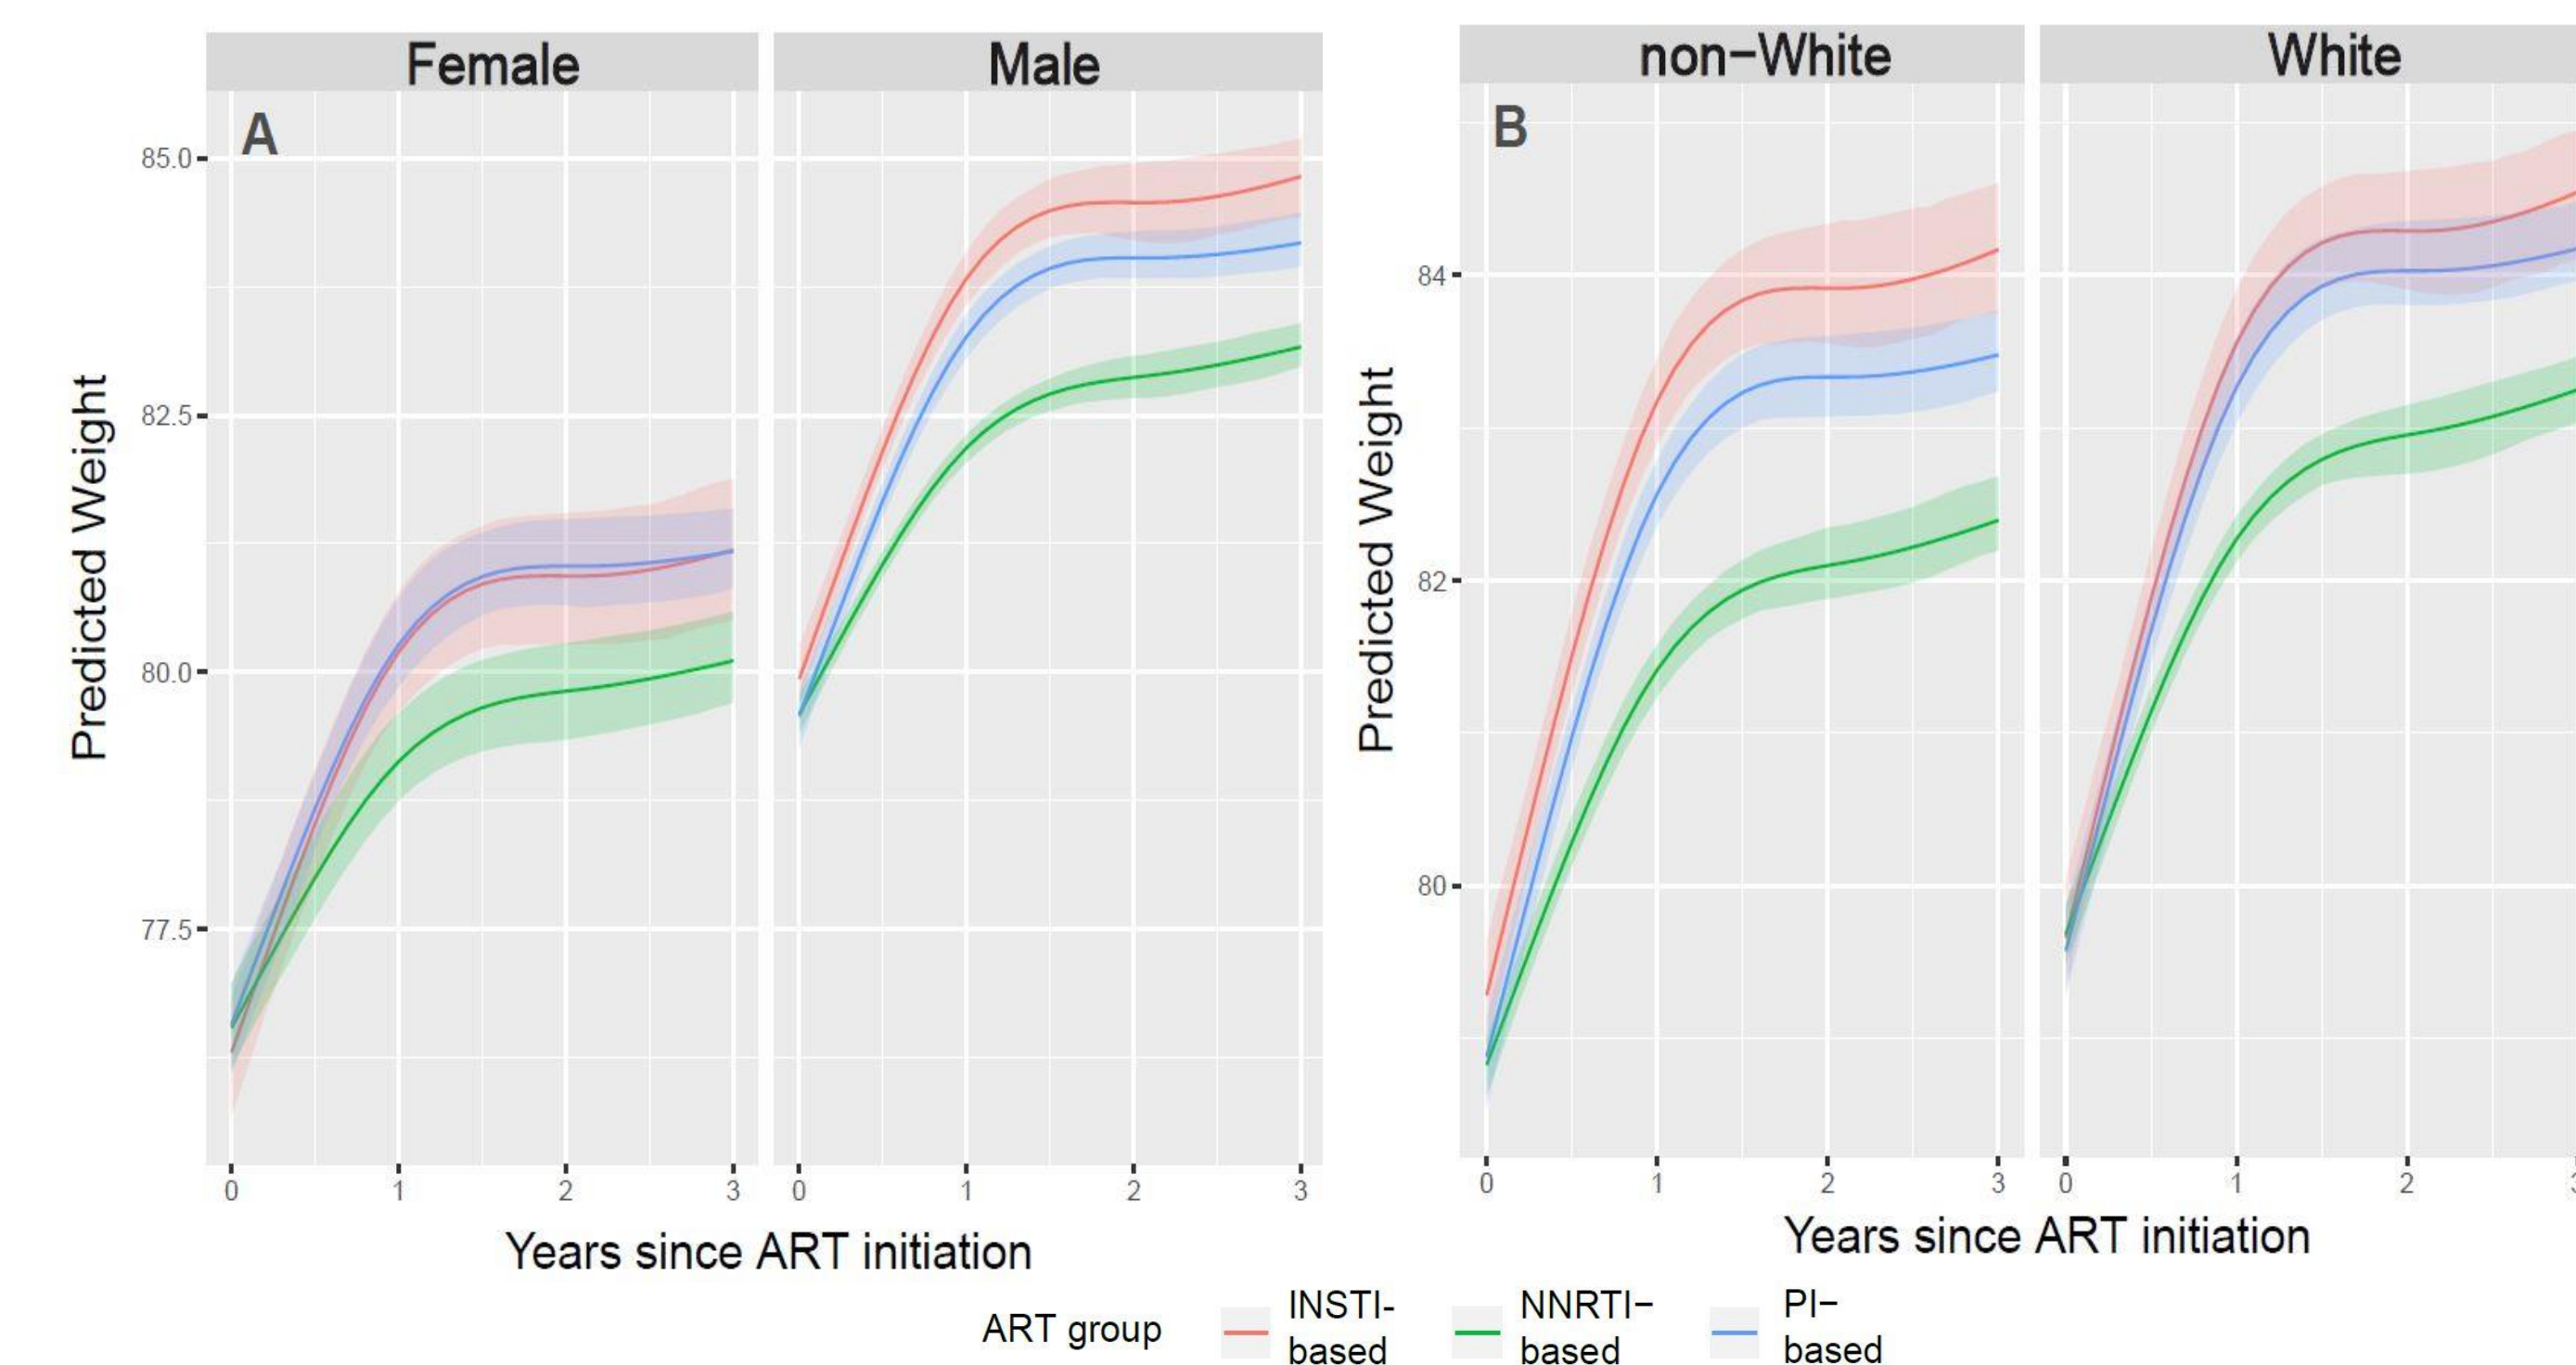 Female
Male
A
85.0
82.5
80.0
77.5
Predicted Weight
0 1 2 3
0 1 2 3
Years since ART initiation
non−White
White
B
84
82
80
Predicted Weight
0 1 2 3
0 1 2
Years since ART initiation
ART group
INSTI-
based
NNRTI−
based
PI−
based